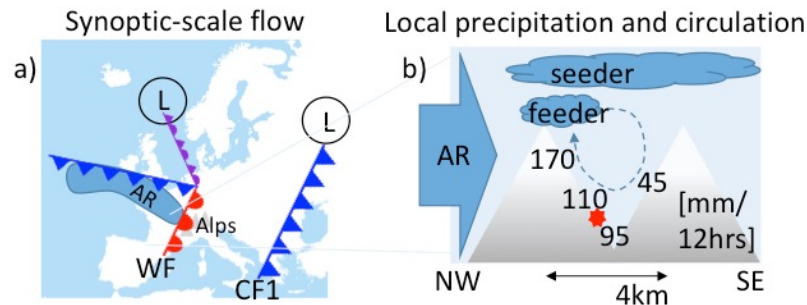 Synoptic-scale flow
Local precipitation and circulation
a)
L
L
AR
Alps
WF
CF1
b)
seeder
feeder
AR
170
45
110
[mm/
95
12hrs]
NW
SE
4km